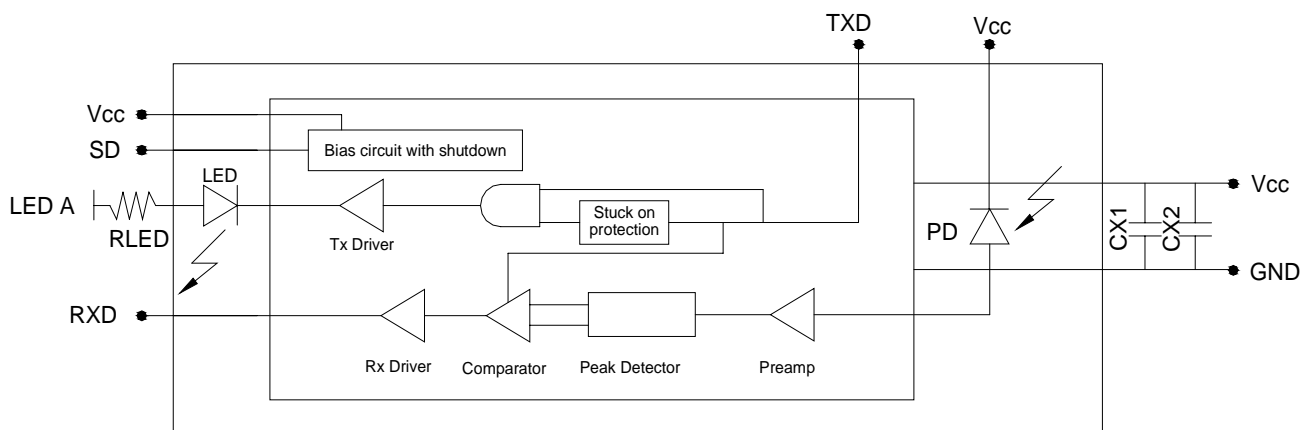 TXD
Vcc
Vcc
SD
Bias circuit with shutdown
LED
LED A
RLED
Tx Driver
Stuck on
protection
PD
CX1
CX2
Vcc
GND
RXD
Rx Driver
Comparator
Peak Detector
Preamp